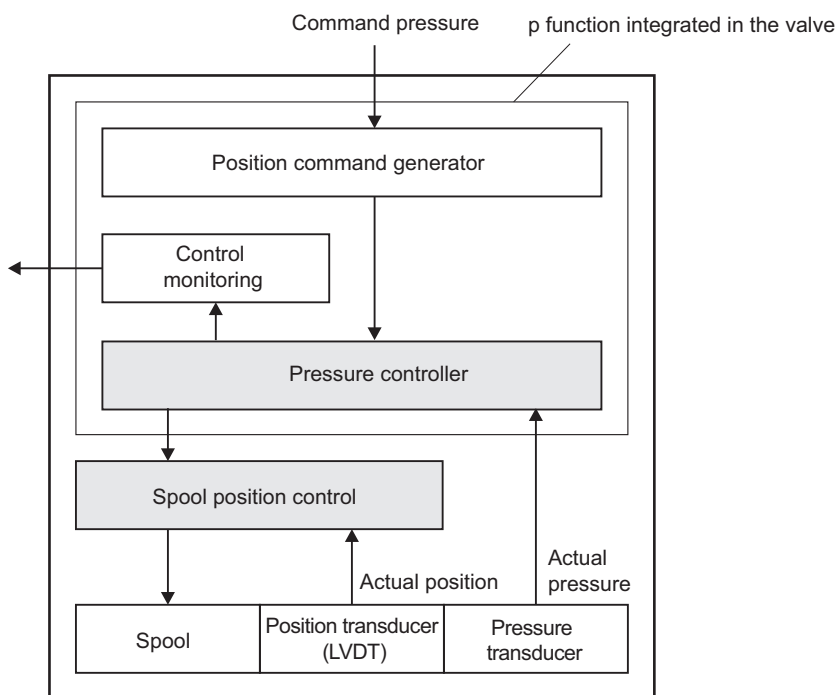 Command pressure
p function integrated in the valve
Position command generator
Control
monitoring
Pressure controller
Spool position control
Actual position
Actual
pressure
Spool
Position transducer
(LVDT)
Pressure
transducer